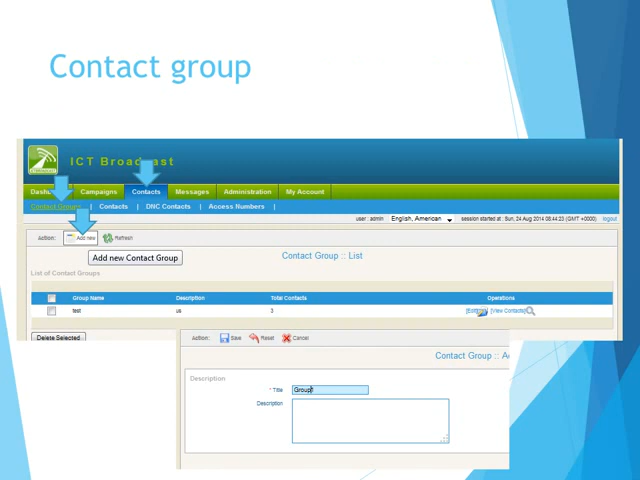 Contact group
ICT Broadcast
Campaigns Contacts Messages Administration My Account
Contact Groups | Contacts | DNC Contacts | Access Numbers |
user : admin English, American session started at : Sun, 24 Aug 2014 08:44:23 (GMT +0000) logout
Action: Add new Refresh
Add new Contact Group
Contact Group :: List
List of Contact Groups
Group Name Description Total Contacts Operations
test us 3 [View Contacts]
Delete Selected
Action: Save Reset Cancel
Contact Group ::
Description
* Title Group1
Description